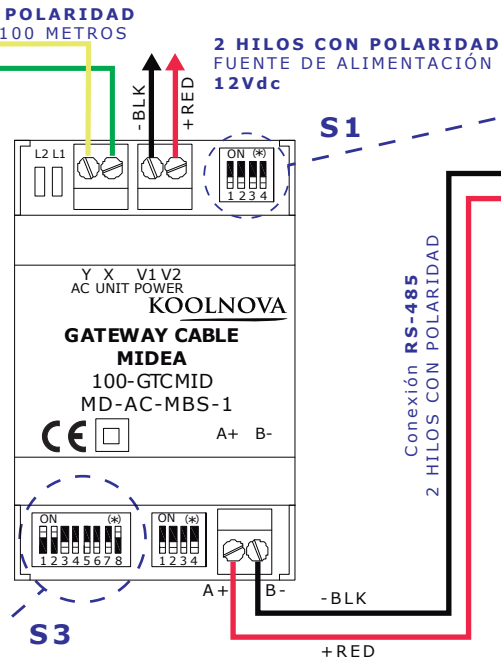 POLARIDAD
100 METROS
2 HILOS CON POLARIDAD
FUENTE DE ALIMENTACIÓN
12Vdc
-BLK
+RED
S1
L2 L1
ON (*)
1 2 3 4
Y X V1 V2
AC UNIT POWER
KOOLNOVA
GATEWAY CABLE
MIDEA
100-GTCMID
MD-AC-MBS-1
CE
A+ B-
Conexión RS-485
2 HILOS CON POLARIDAD
ON (*)
1 2 3 4 5 6 7 8
ON (*)
1 2 3 4
A+ B-
-BLK
S3
+RED